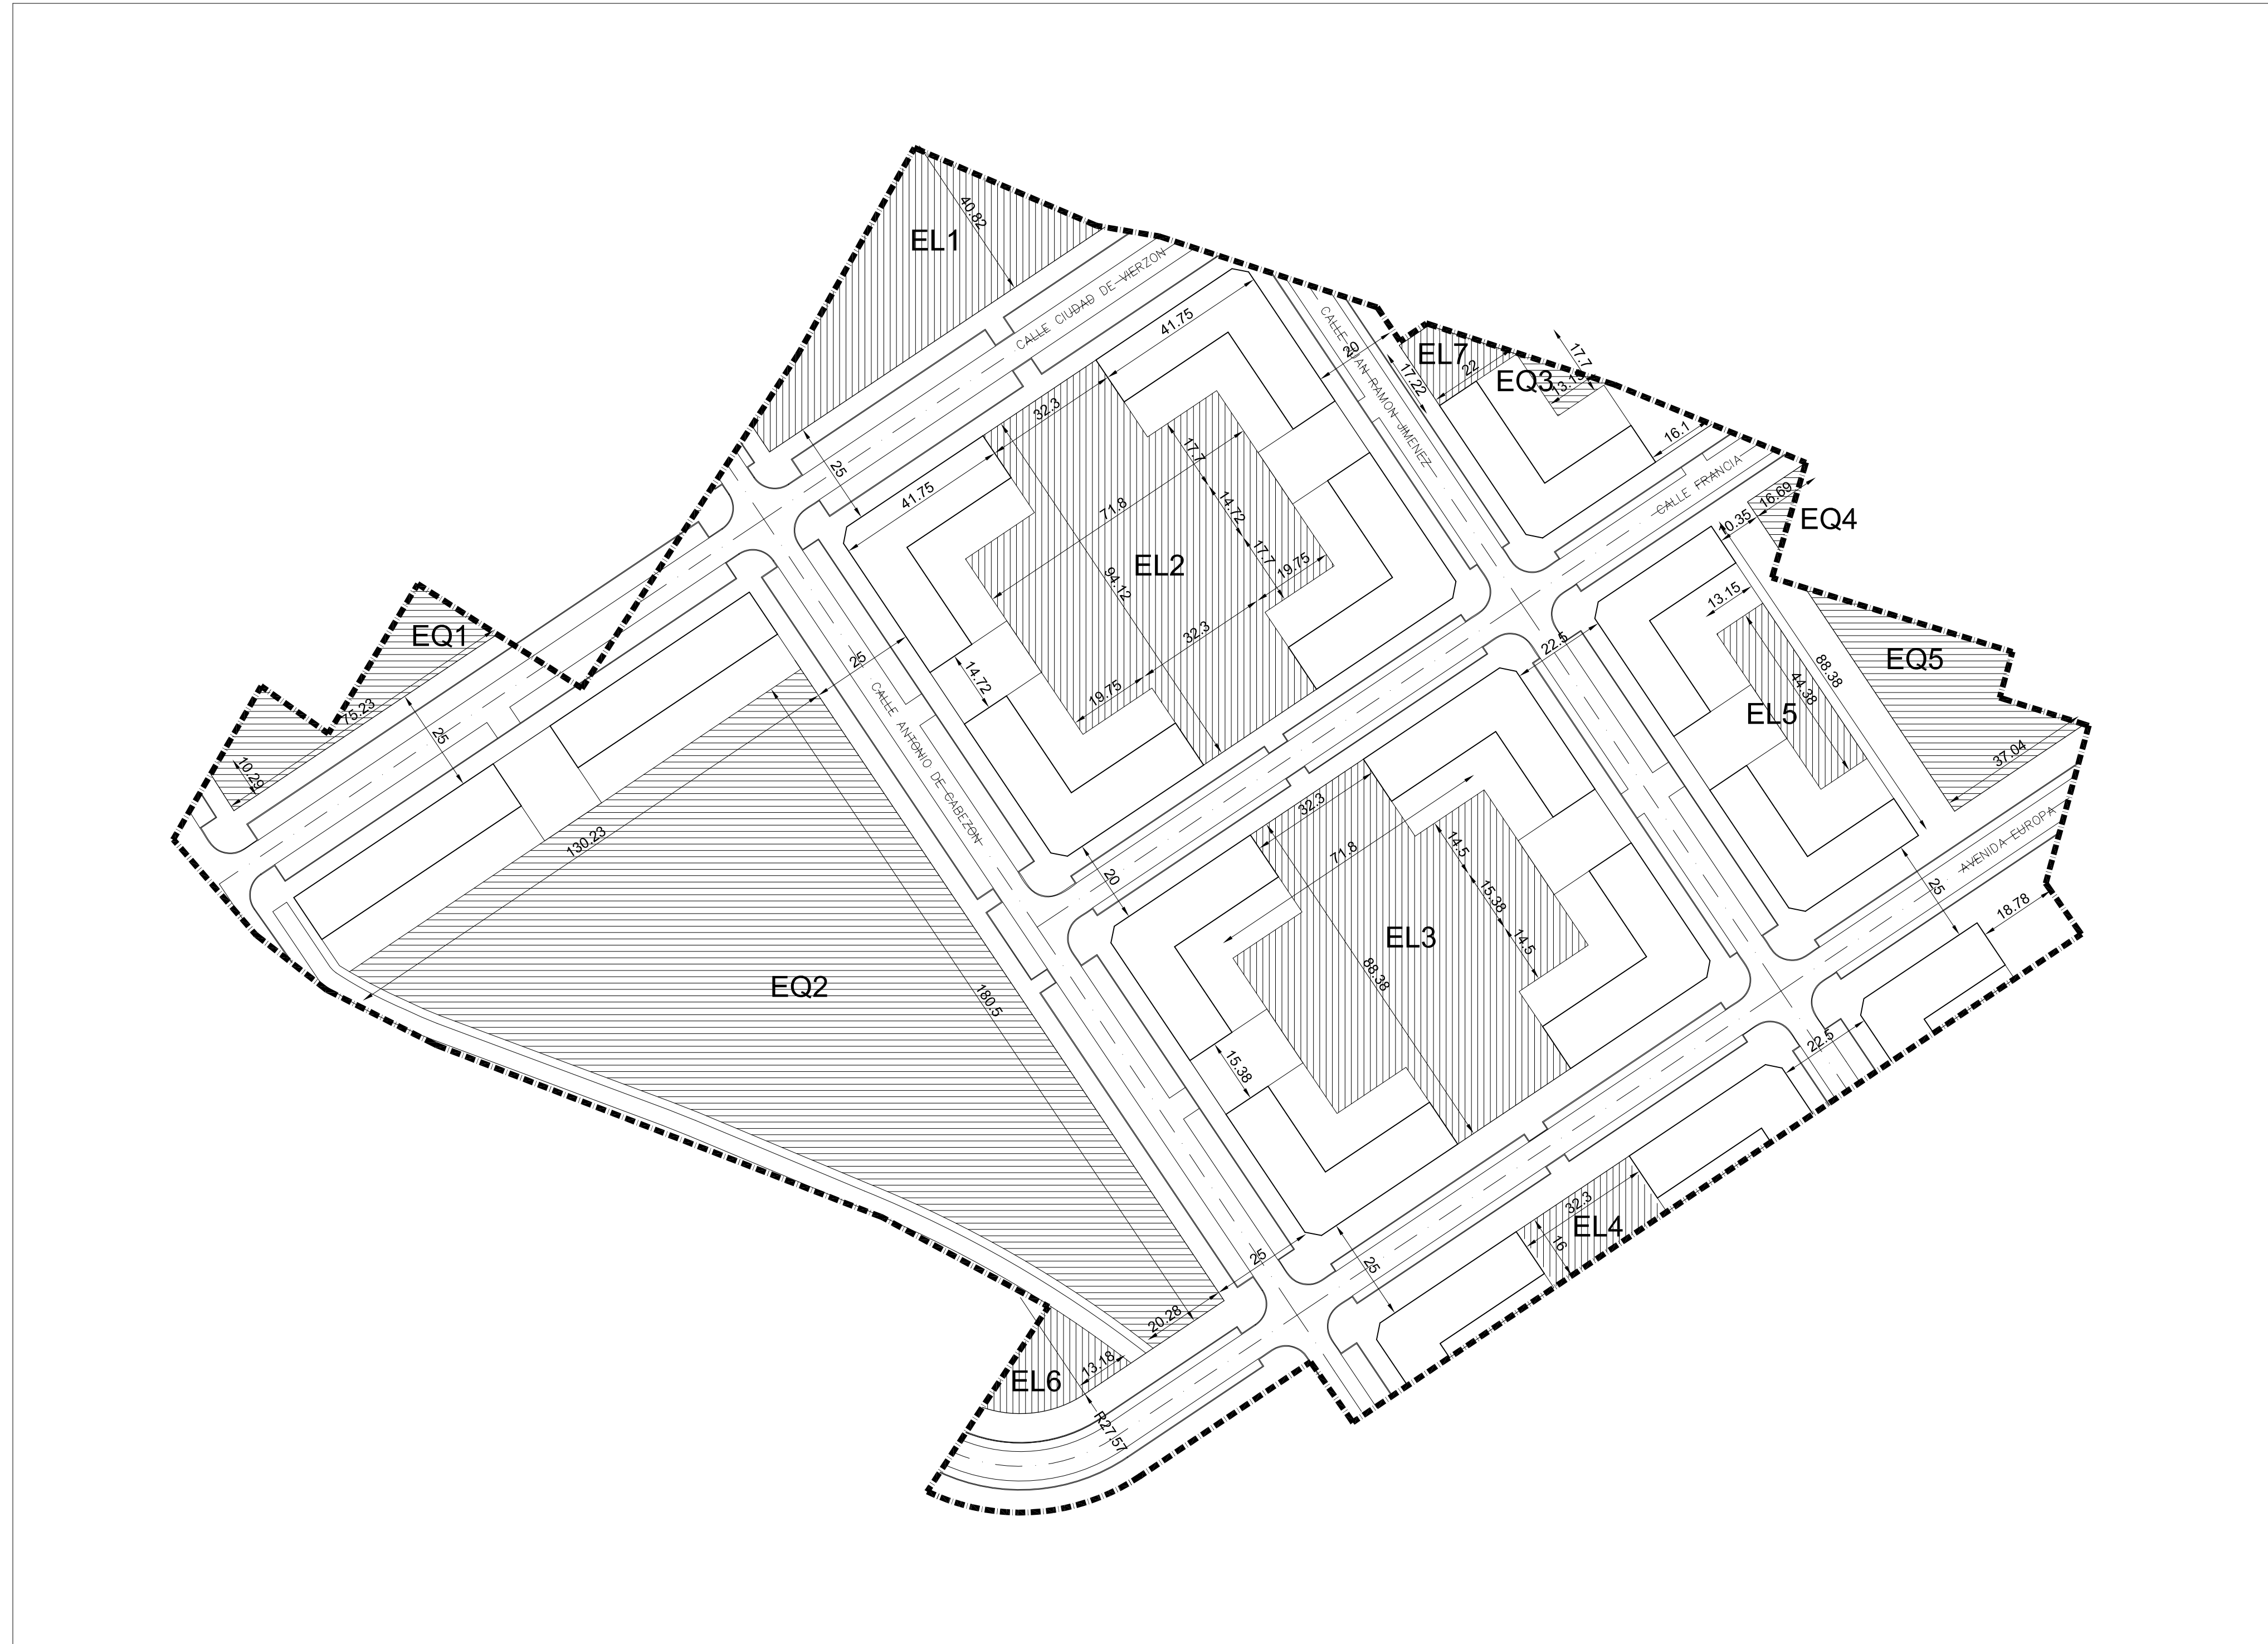 40.82
EL1
CALLE CIUDAD DE VIERZON
41.75
CALLE JUAN RAMON JIMENEZ
20
EL7
17.7
22
EQ3
13.15
17.22
32.3
16.1
17.7
CALLE FRANCIA
25
41.75
71.8
14.72
16.69
10.35
EQ4
17.7
EL2
19.75
94.12
13.15
EQ1
32.3
22.5
25
14.72
19.75
88.38
EQ5
44.38
EL5
75.23
25
CALLE ANTONIO DE CABEZON
10.29
37.04
32.3
AVENIDA EUROPA
130.23
71.8
14.5
20
15.38
25
18.78
EL3
14.5
88.38
EQ2
180.5
22.5
15.38
32.3
EL4
16
25
25
20.28
13.18
EL6
R27.57